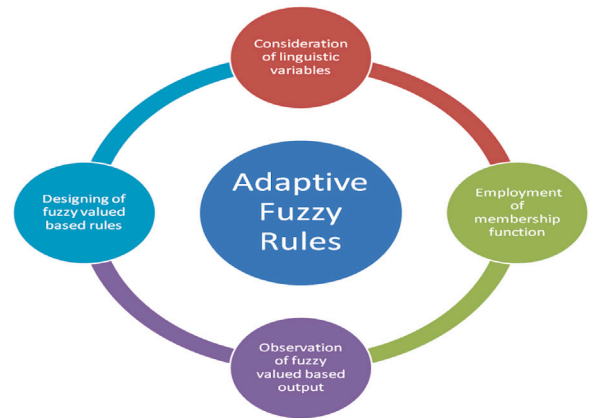 Consideration
of linguistic
variables
Designing of
fuzzy valued
based rules
Adaptive
Fuzzy
Rules
Employment
of
membership
function
Observation
of fuzzy
valued based
output